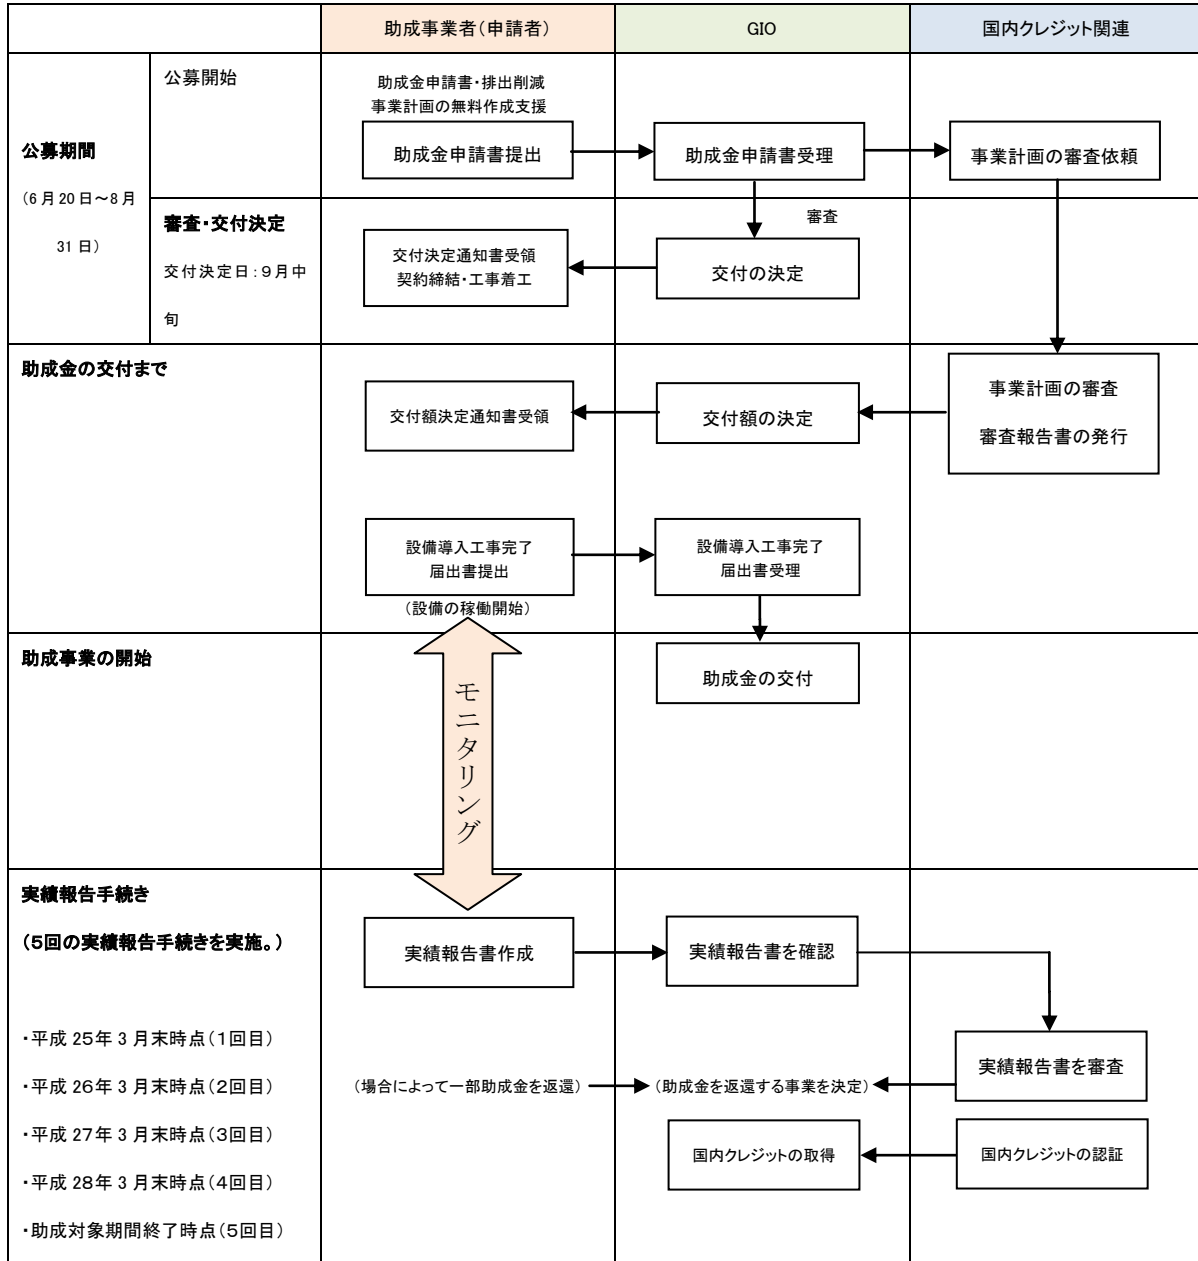 助成事業者(申請者)
GIO
国内クレジット関連
公募期間
(6月20日～8月
31日)
公募開始
助成金申請書・排出削減
事業計画の無料作成支援
助成金申請書提出
助成金申請書受理
事業計画の審査依頼
審査・交付決定
交付決定日:9月中
旬
審査
交付決定通知書受領
契約締結・工事着工
交付の決定
助成金の交付まで
交付額決定通知書受領
交付額の決定
事業計画の審査
審査報告書の発行
設備導入工事完了
届出書提出
(設備の稼働開始)
設備導入工事完了
届出書受理
助成事業の開始
助成金の交付
モニタリング
実績報告手続き
(5回の実績報告手続きを実施。)
・平成25年3月末時点(1回目)
・平成26年3月末時点(2回目)
・平成27年3月末時点(3回目)
・平成28年3月末時点(4回目)
・助成対象期間終了時点(5回目)
実績報告書作成
実績報告書を確認
実績報告書を審査
(場合によって一部助成金を返還)
(助成金を返還する事業を決定)
国内クレジットの取得
国内クレジットの認証